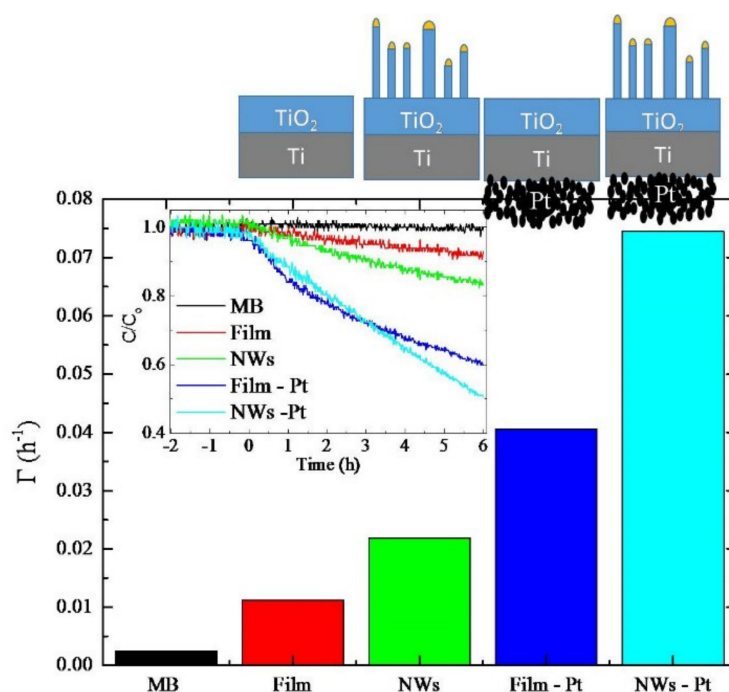 TiO₂ TiO₂ TiO₂ TiO₂
Ti Ti Ti Ti
Pt Pt
0.08
0.07
0.06
0.05
0.04
0.03
0.02
0.01
0.00
Γ (h⁻¹)
1.0
0.8
0.6
0.4
C/Cₒ
MB
Film
NWs
Film - Pt
NWs -Pt
-2 -1 0 1 2 3 4 5 6
Time (h)
MB Film NWs Film - Pt NWs - Pt